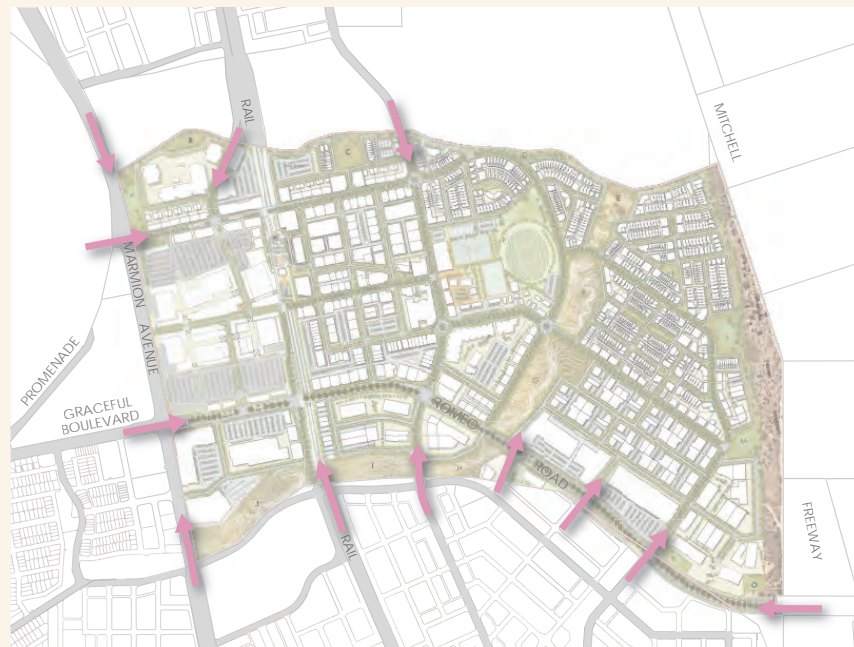 RAIL
MITCHELL
MARMION AVENUE
PROMENADE
GRACEFUL
BOULEVARD
ROMEO
ROAD
RAIL
FREEWAY